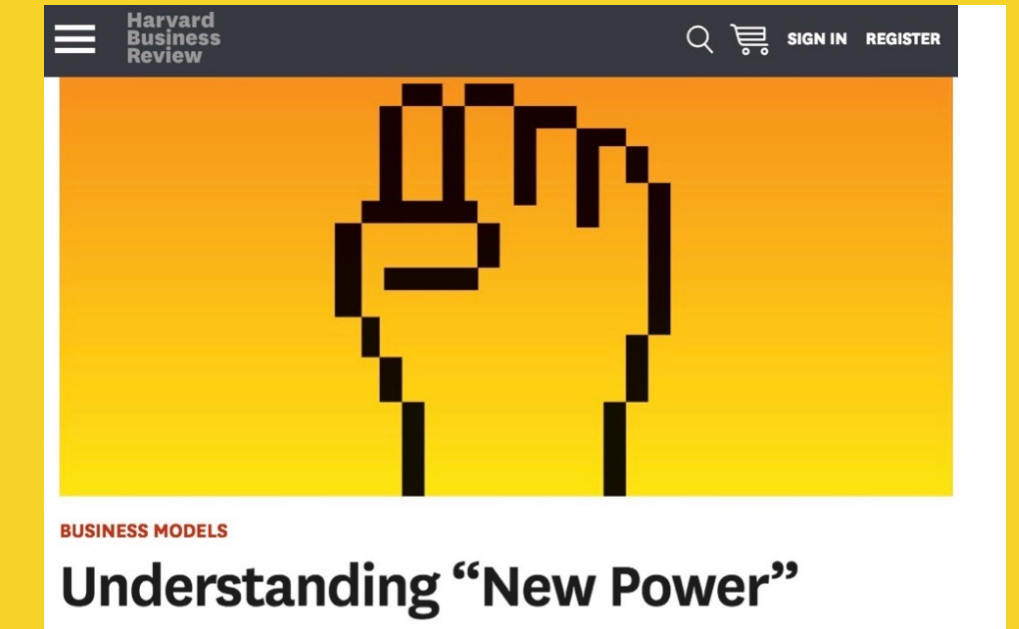 Harvard
Business
Review
SIGN IN REGISTER
BUSINESS MODELS
Understanding “New Power”